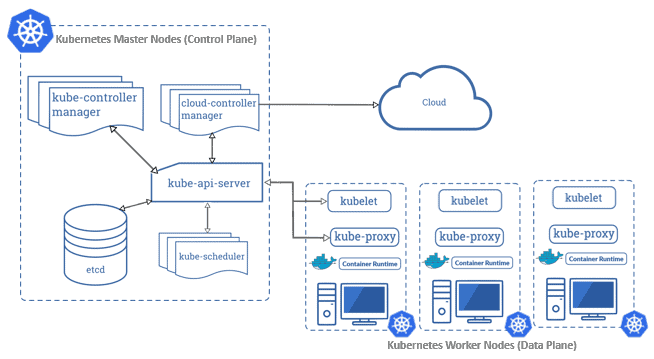 Kubernetes Master Nodes (Control Plane)
kube-controller
manager
cloud-controller
manager
Cloud
kube-api-server
etcd
kube-scheduler
kubelet
kube-proxy
Container Runtime
kubelet
kube-proxy
Container Runtime
kubelet
kube-proxy
Container Runtime
Kubernetes Worker Nodes (Data Plane)